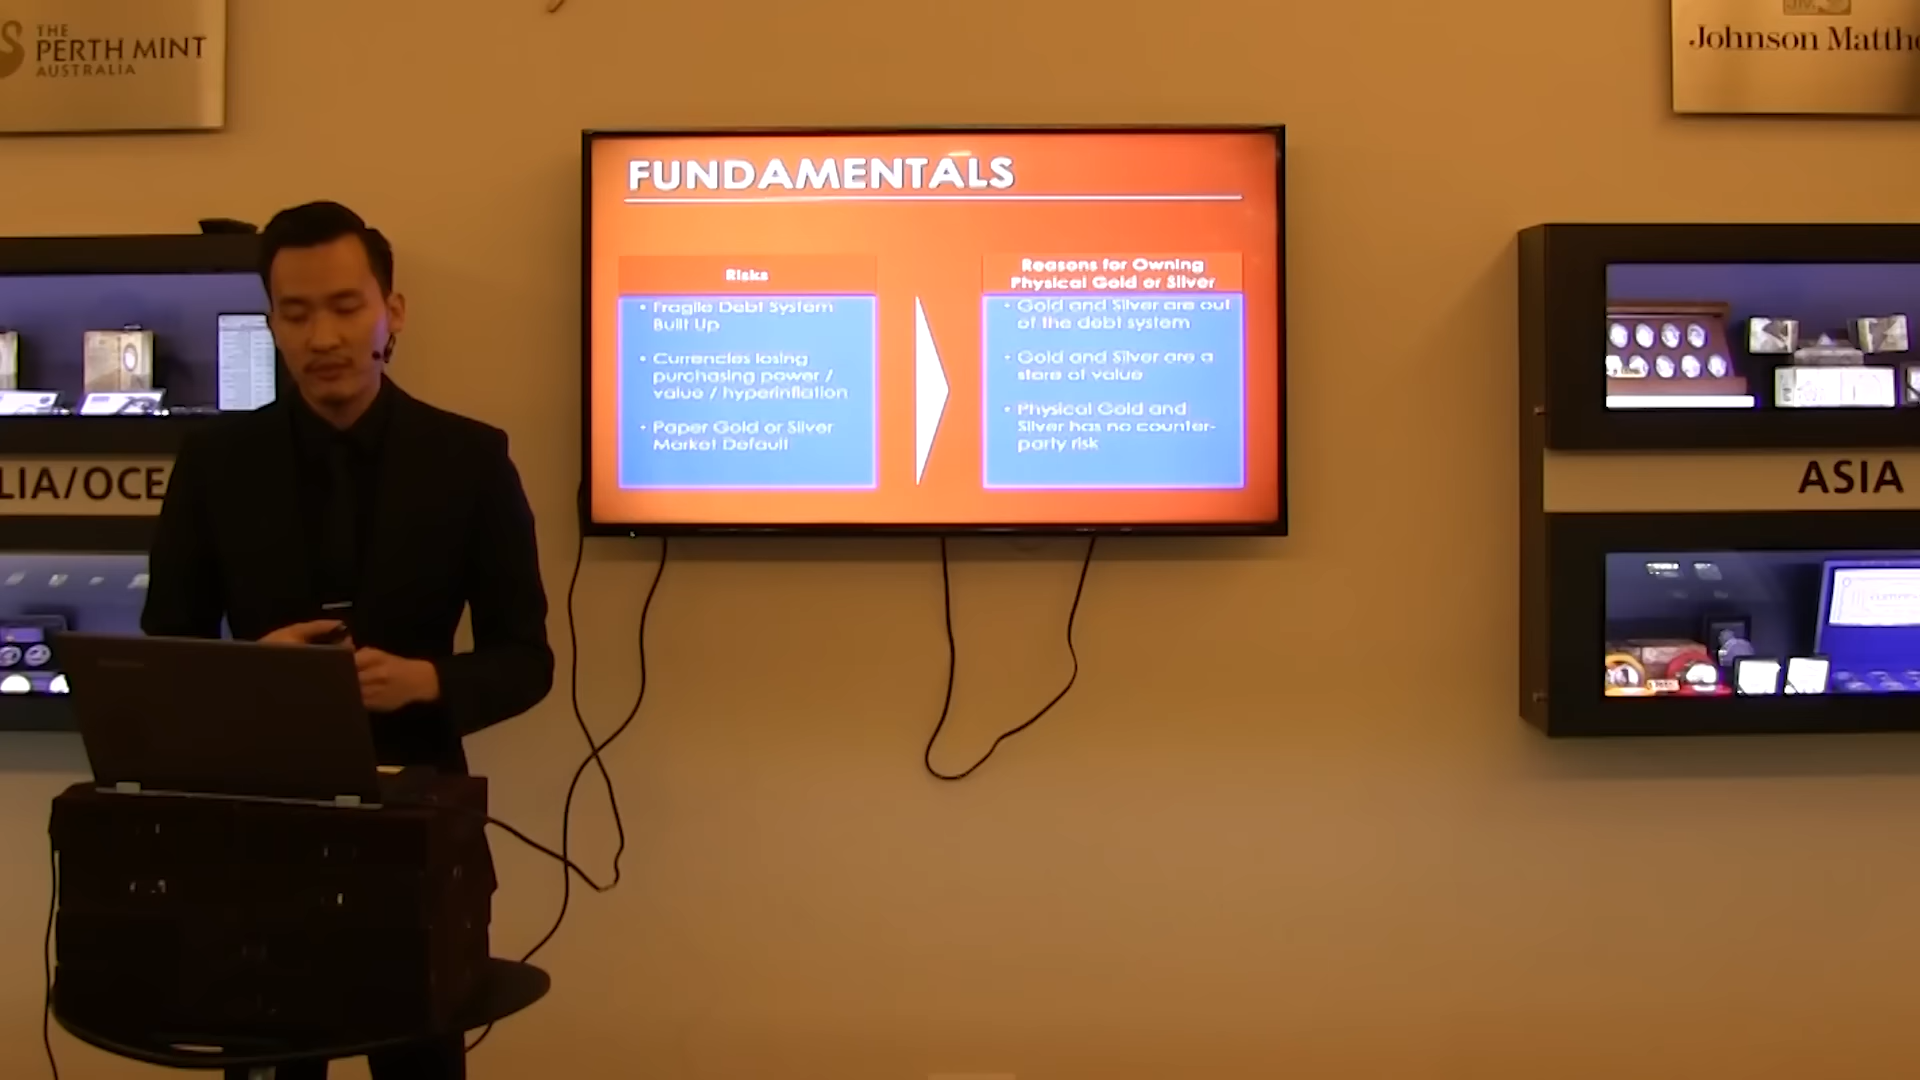 THE
PERTH MINT
AUSTRALIA
Johnson Matthe
FUNDAMENTALS
Risks
• Fragile Debt System
Built Up
• Currencies losing
purchasing power /
value / hyperinflation
• Paper Gold or Silver
Market Default
Reasons for Owning
Physical Gold or Silver
• Gold and Silver are out
of the debt system
• Gold and Silver are a
store of value
• Physical Gold and
Silver has no counter-
party risk
LIA/OCE
ASIA